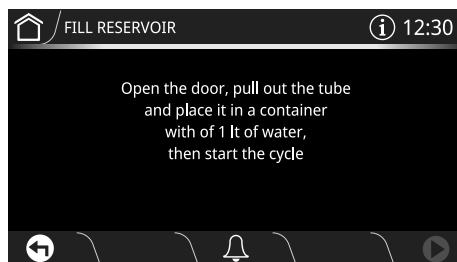 FILL RESERVOIR
12:30
Open the door, pull out the tube
and place it in a container
with of 1 lt of water,
then start the cycle